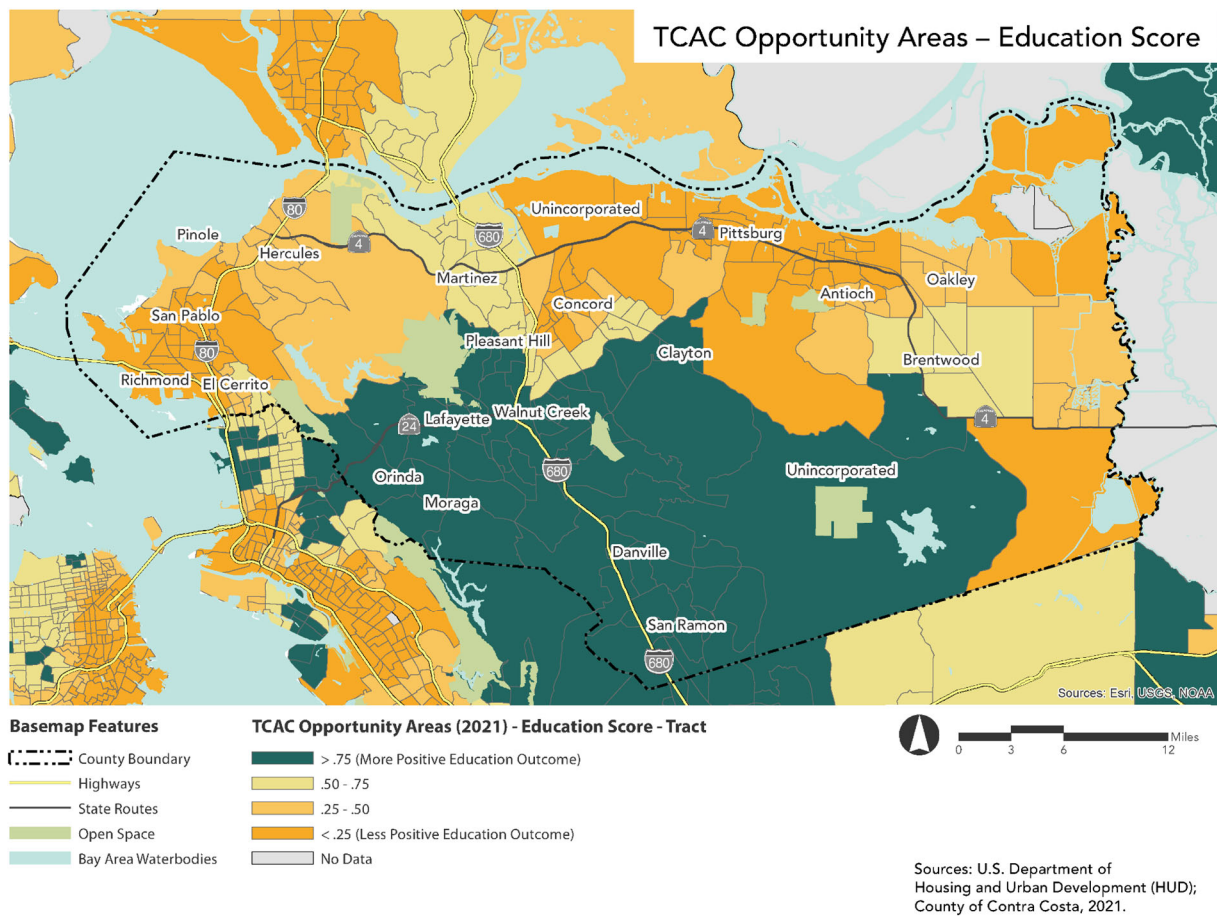 TCAC Opportunity Areas – Education Score
80
Unincorporated
Pinole
680
4
Pittsburg
4
Hercules
Martinez
Oakley
Antioch
Concord
San Pablo
80
Pleasant Hill
Clayton
Brentwood
Richmond
El Cerrito
24
Lafayette
Walnut Creek
4
680
Unincorporated
Orinda
Moraga
Danville
San Ramon
680
Sources: Esri, USGS, NOAA
Basemap Features
County Boundary
Highways
State Routes
Open Space
Bay Area Waterbodies
TCAC Opportunity Areas (2021) - Education Score - Tract
> .75 (More Positive Education Outcome)
.50 - .75
.25 - .50
< .25 (Less Positive Education Outcome)
No Data
0 3 6 12 Miles
Sources: U.S. Department of
Housing and Urban Development (HUD);
County of Contra Costa, 2021.